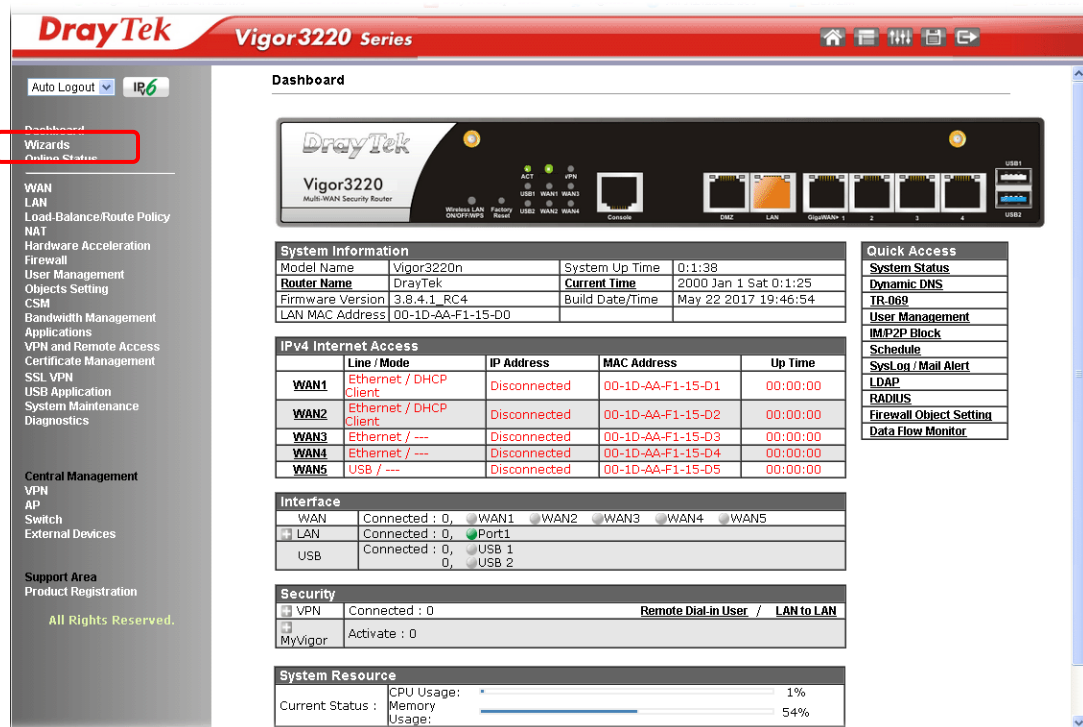 DrayTek
Vigor3220 Series
Auto Logout
IPv6
Dashboard
Wizards
Online Status
WAN
LAN
Load-Balance/Route Policy
NAT
Hardware Acceleration
Firewall
User Management
Objects Setting
CSM
Bandwidth Management
Applications
VPN and Remote Access
Certificate Management
SSL VPN
USB Application
System Maintenance
Diagnostics
Central Management
VPN
AP
Switch
External Devices
Support Area
Product Registration
All Rights Reserved.
Dashboard
DrayTek
Vigor3220
Multi-WAN Security Router
ACT VPN
USB1 WAN1 WAN3
USB2 WAN2 WAN4
Wireless LAN ON/OFF/WPS
Factory Reset
Console
DMZ LAN GigaWAN 1 2 3 4
USB1
USB2
System Information
Model Name Vigor3220n System Up Time 0:1:38
Router Name DrayTek Current Time 2000 Jan 1 Sat 0:1:25
Firmware Version 3.8.4.1_RC4 Build Date/Time May 22 2017 19:46:54
LAN MAC Address 00-1D-AA-F1-15-D0
IPv4 Internet Access
Line / Mode IP Address MAC Address Up Time
WAN1 Ethernet / DHCP Client Disconnected 00-1D-AA-F1-15-D1 00:00:00
WAN2 Ethernet / DHCP Client Disconnected 00-1D-AA-F1-15-D2 00:00:00
WAN3 Ethernet / --- Disconnected 00-1D-AA-F1-15-D3 00:00:00
WAN4 Ethernet / --- Disconnected 00-1D-AA-F1-15-D4 00:00:00
WAN5 USB / --- Disconnected 00-1D-AA-F1-15-D5 00:00:00
Interface
WAN Connected : 0, WAN1 WAN2 WAN3 WAN4 WAN5
LAN Connected : 0, Port1
USB Connected : 0, USB 1
0, USB 2
Security
VPN Connected : 0 Remote Dial-in User / LAN to LAN
MyVigor Activate : 0
System Resource
Current Status : CPU Usage: 1%
Memory Usage: 54%
Quick Access
System Status
Dynamic DNS
TR-069
User Management
IM/P2P Block
Schedule
SysLog / Mail Alert
LDAP
RADIUS
Firewall Object Setting
Data Flow Monitor